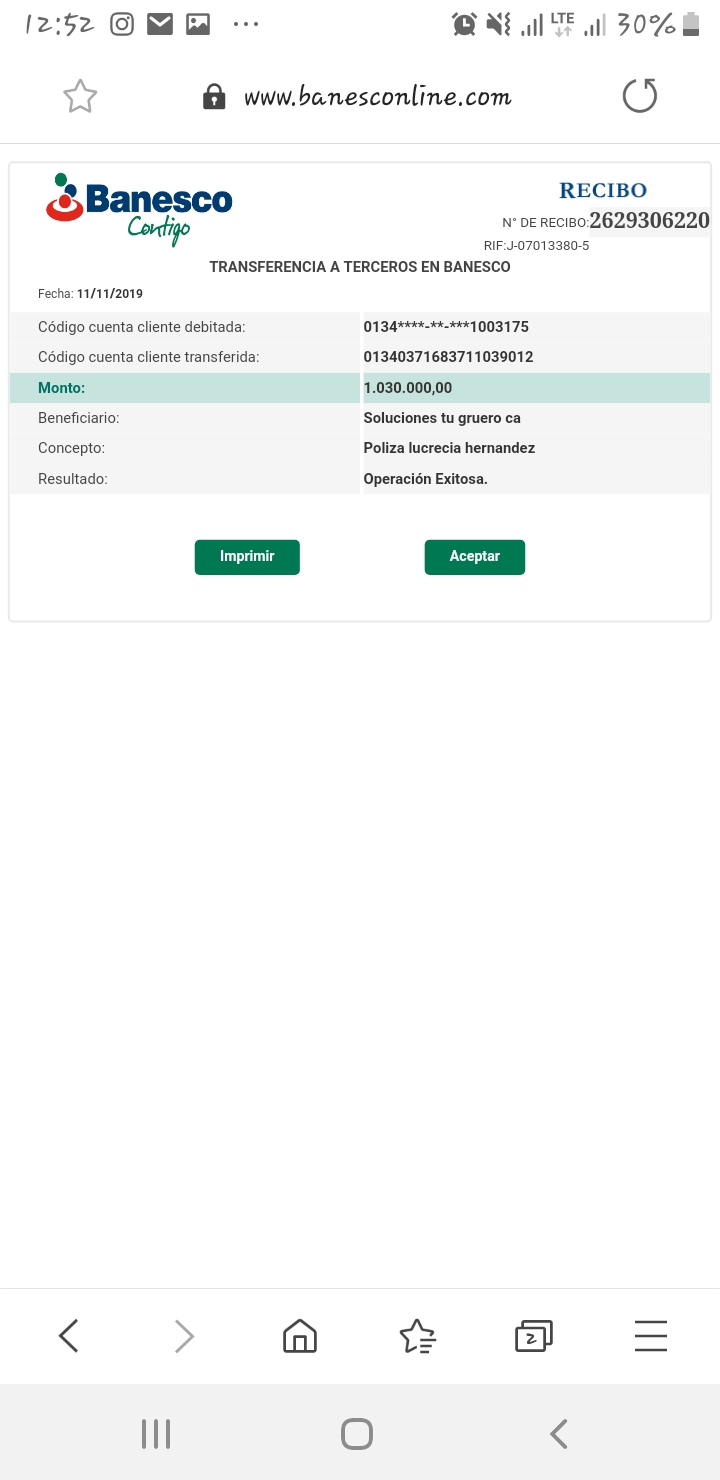 12:52 LTE 30%
www.banesconline.com
Banesco
Contigo
RECIBO
N° DE RECIBO:2629306220
RIF:J-07013380-5
TRANSFERENCIA A TERCEROS EN BANESCO
Fecha: 11/11/2019
Código cuenta cliente debitada: 0134****-**-***1003175
Código cuenta cliente transferida: 01340371683711039012
Monto: 1.030.000,00
Beneficiario: Soluciones tu gruero ca
Concepto: Poliza lucrecia hernandez
Resultado: Operación Exitosa.
Imprimir Aceptar
2